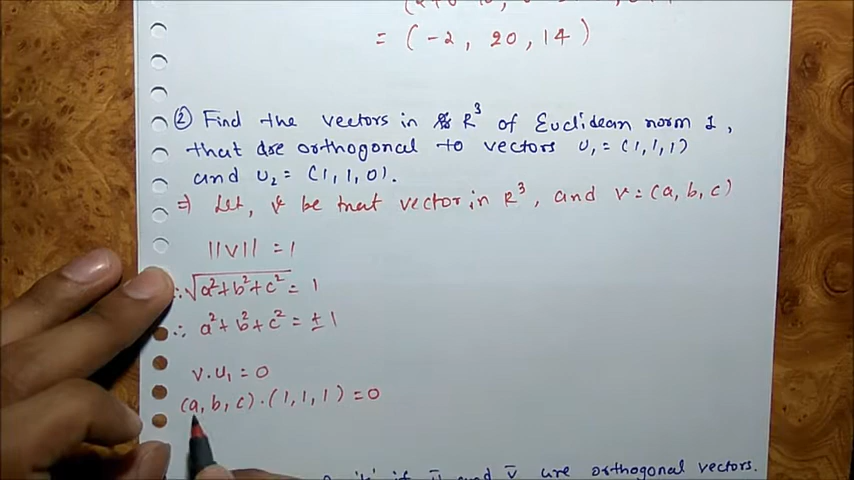 = (-2, 20, 14)
② Find the vectors in R³ of Euclidean norm 1,
that are orthogonal to vectors u₁ = (1,1,1)
and u₂ = (1,1,0).
⇒ Let, v be that vector in R³, and v = (a, b, c)
||v|| = 1
∴ √a²+b²+c² = 1
∴ a²+b²+c² = ± 1
v.u₁ = 0
(a, b, c) . (1, 1, 1) = 0
if ū and v̄ are orthogonal vectors.